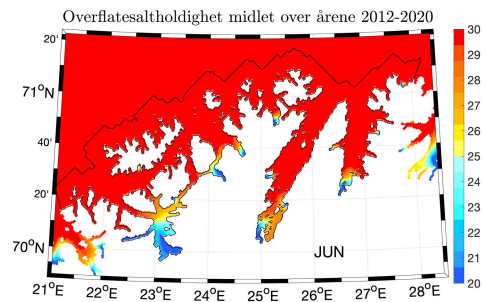 Overflatesaltholdighet midlet over årene 2012-2020
20'
71°N
40'
20'
70°N
21°E 22°E 23°E 24°E 25°E 26°E 27°E 28°E
JUN
30
29
28
27
26
25
24
23
22
21
20